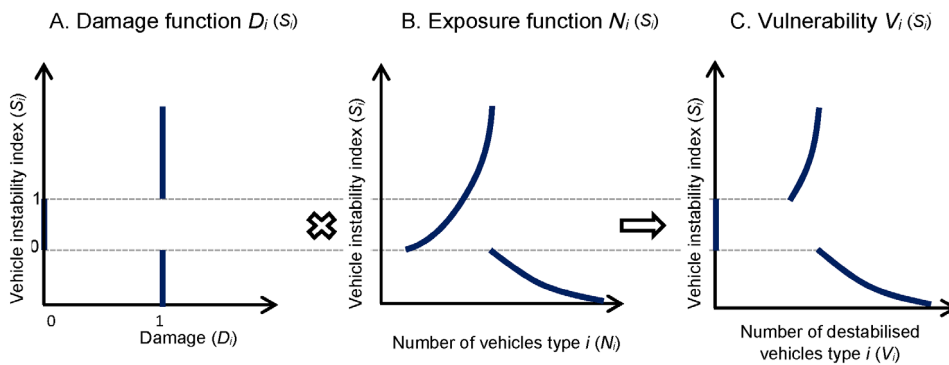 A. Damage function Di (Si)
B. Exposure function Ni (Si)
C. Vulnerability Vi (Si)
Vehicle instability index (Si)
1
0
0
1
Damage (Di)
Vehicle instability index (Si)
Number of vehicles type i (Ni)
Vehicle instability index (Si)
Number of destabilised
vehicles type i (Vi)